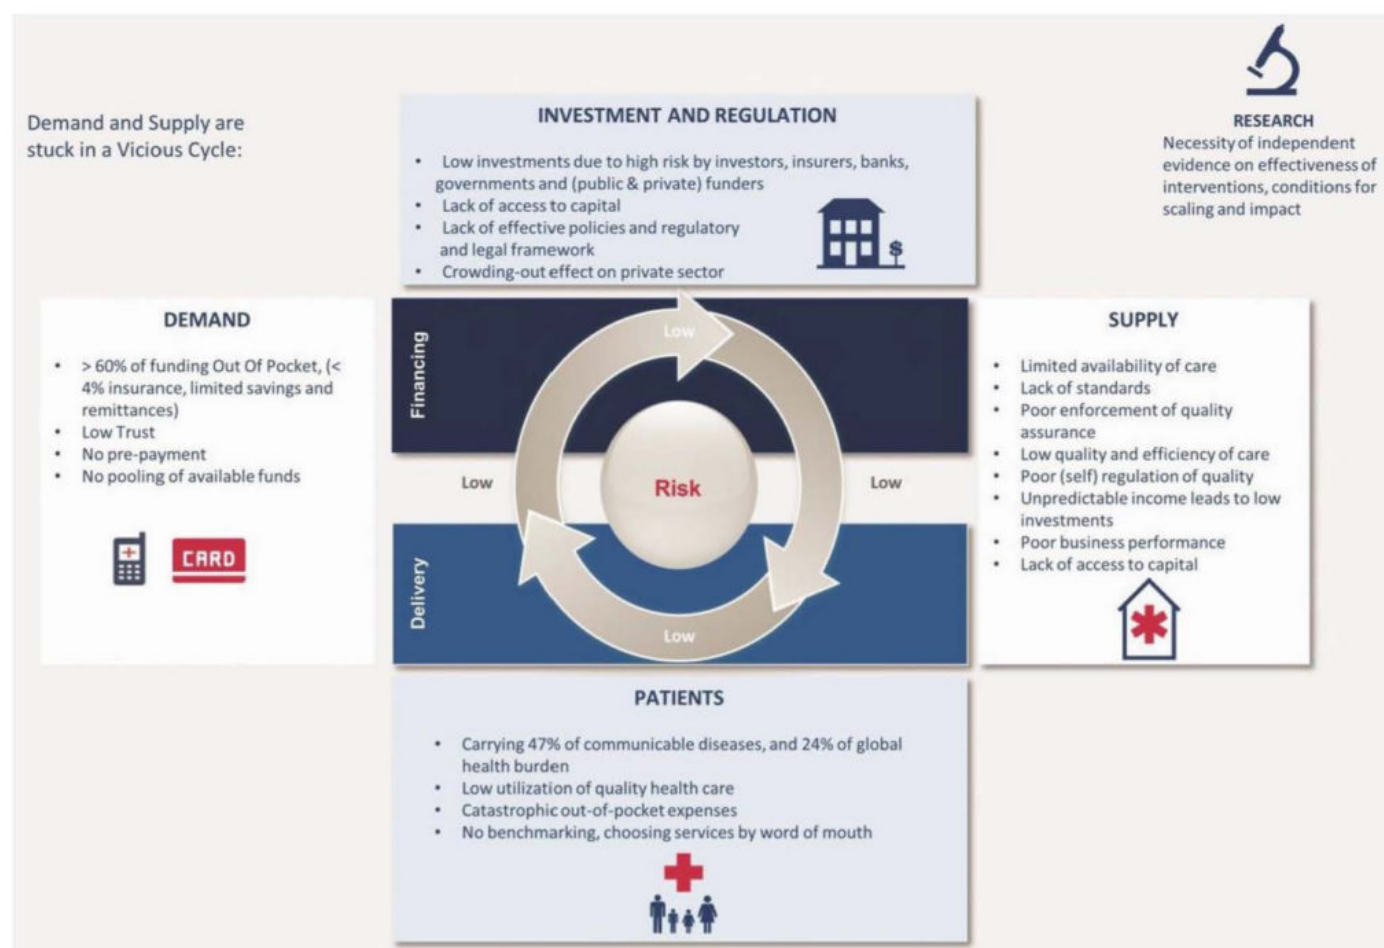 Demand and Supply are
stuck in a Vicious Cycle:
RESEARCH
Necessity of independent
evidence on effectiveness of
interventions, conditions for
scaling and impact
INVESTMENT AND REGULATION
• Low investments due to high risk by investors, insurers, banks,
governments and (public & private) funders
• Lack of access to capital
• Lack of effective policies and regulatory
and legal framework
• Crowding-out effect on private sector
$
DEMAND
• > 60% of funding Out Of Pocket, (<
4% insurance, limited savings and
remittances)
• Low Trust
• No pre-payment
• No pooling of available funds
CARD
Financing
Delivery
Low
Low
Risk
Low
Low
SUPPLY
• Limited availability of care
• Lack of standards
• Poor enforcement of quality
assurance
• Low quality and efficiency of care
• Poor (self) regulation of quality
• Unpredictable income leads to low
investments
• Poor business performance
• Lack of access to capital
PATIENTS
• Carrying 47% of communicable diseases, and 24% of global
health burden
• Low utilization of quality health care
• Catastrophic out-of-pocket expenses
• No benchmarking, choosing services by word of mouth